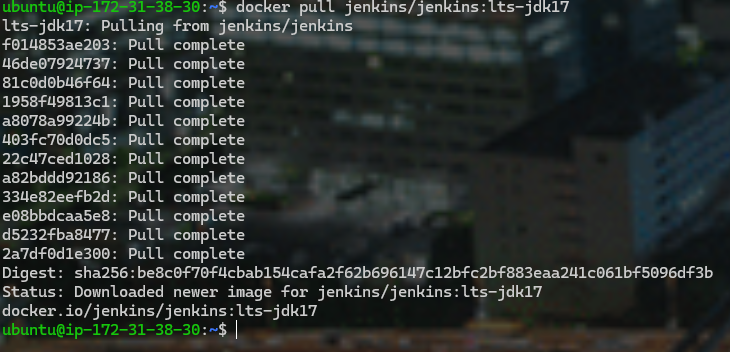 ubuntu@ip-172-31-38-30:~$ docker pull jenkins/jenkins:lts-jdk17
lts-jdk17: Pulling from jenkins/jenkins
f014853ae203: Pull complete
46de07924737: Pull complete
81c0d0b46f64: Pull complete
1958f49813c1: Pull complete
a8078a99224b: Pull complete
403fc70d0dc5: Pull complete
22c47ced1028: Pull complete
a82bddd92186: Pull complete
334e82eefb2d: Pull complete
e08bbdcaa5e8: Pull complete
d5232fba8477: Pull complete
2a7df0d1e300: Pull complete
Digest: sha256:be8c0f70f4cbab154cafa2f62b696147c12bfc2bf883eaa241c061bf5096df3b
Status: Downloaded newer image for jenkins/jenkins:lts-jdk17
docker.io/jenkins/jenkins:lts-jdk17
ubuntu@ip-172-31-38-30:~$